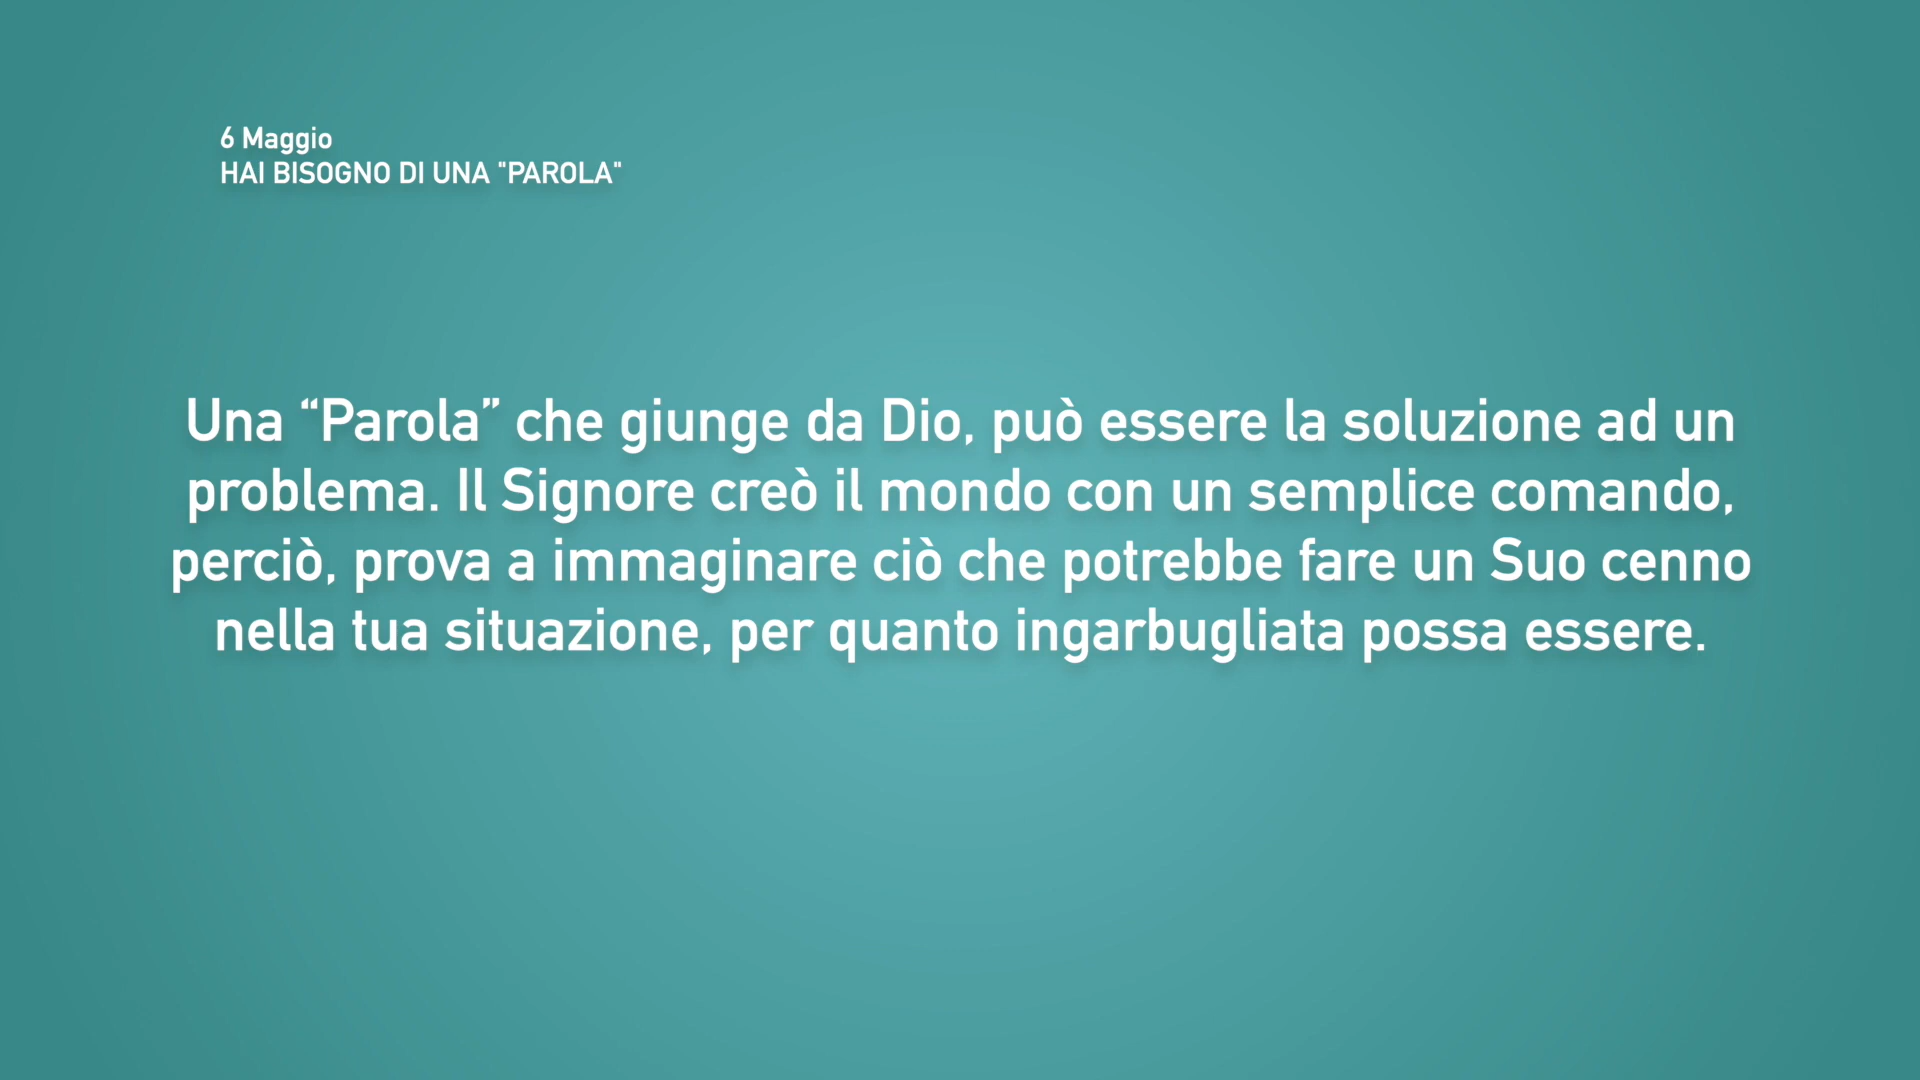 6 Maggio
HAI BISOGNO DI UNA "PAROLA"
Una “Parola” che giunge da Dio, può essere la soluzione ad un
problema. Il Signore creò il mondo con un semplice comando,
perciò, prova a immaginare ciò che potrebbe fare un Suo cenno
nella tua situazione, per quanto ingarbugliata possa essere.